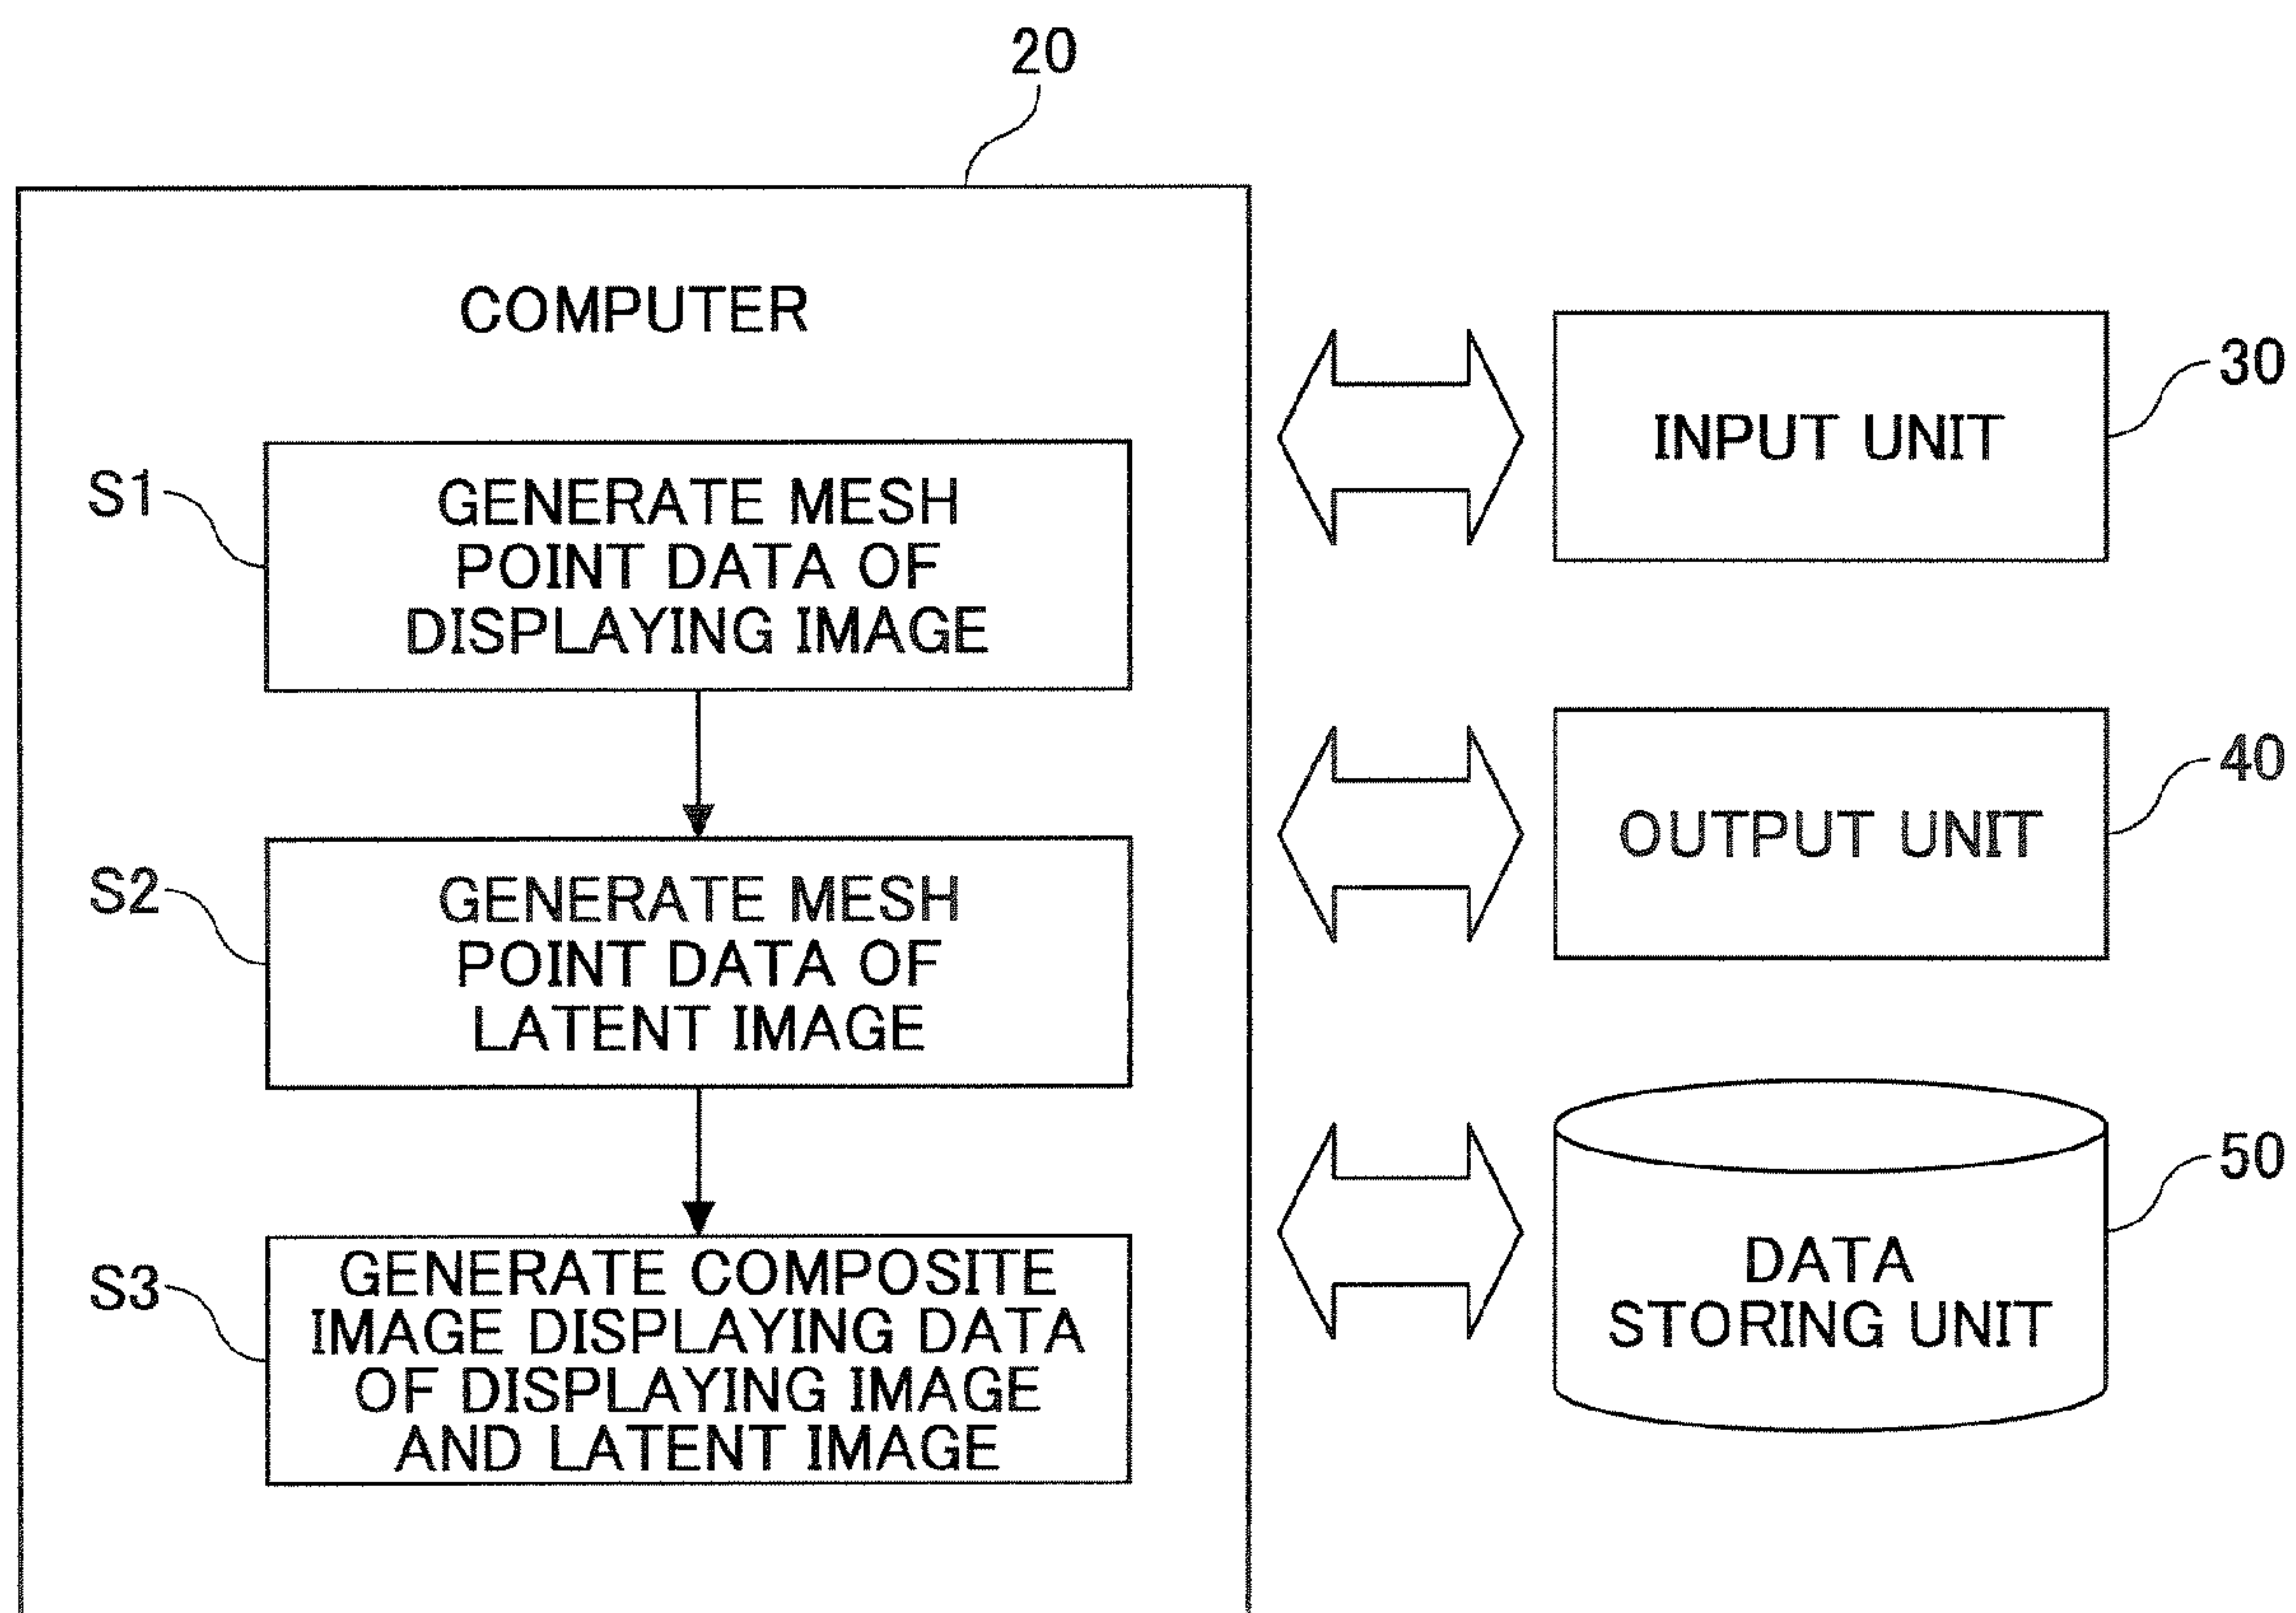 20
COMPUTER
S1
GENERATE MESH
POINT DATA OF
DISPLAYING IMAGE
S2
GENERATE MESH
POINT DATA OF
LATENT IMAGE
S3
GENERATE COMPOSITE
IMAGE DISPLAYING DATA
OF DISPLAYING IMAGE
AND LATENT IMAGE
30
INPUT UNIT
40
OUTPUT UNIT
50
DATA
STORING UNIT